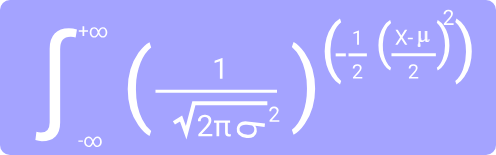 ∫ +∞ -∞ ( 1 / √2πσ² ) ( - 1 / 2 ( X-μ / 2 )² )